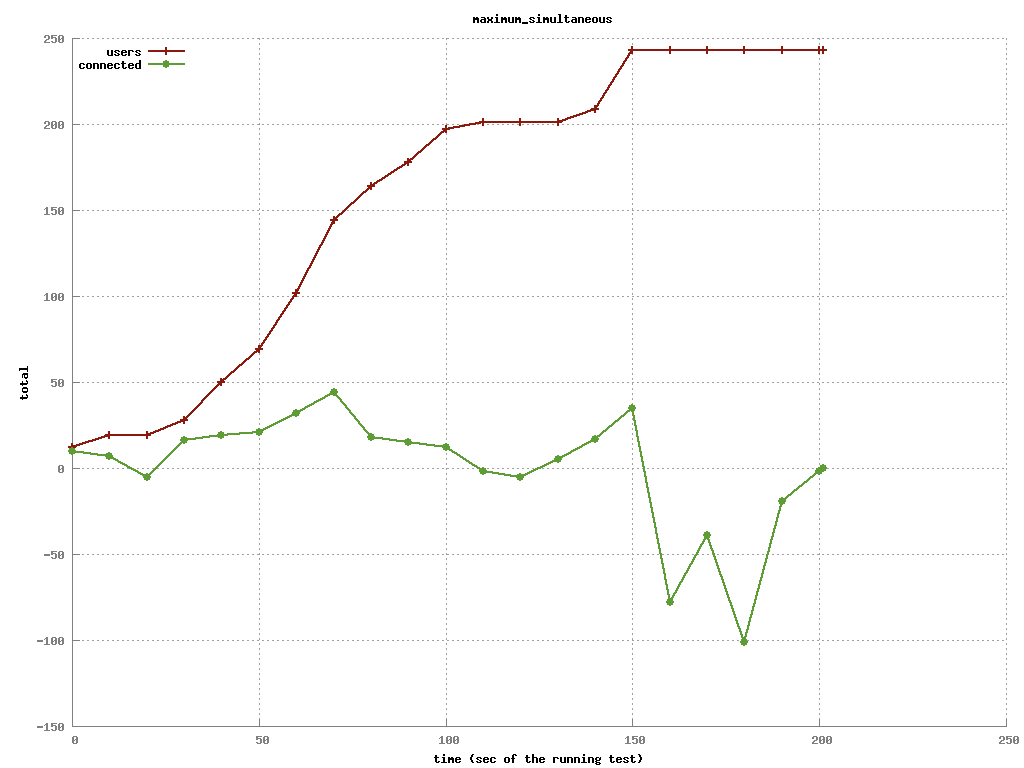 maximum_simultaneous
250
users
connected
200
150
100
50
total
0
-50
-100
-150
0 50 100 150 200 250
time (sec of the running test)